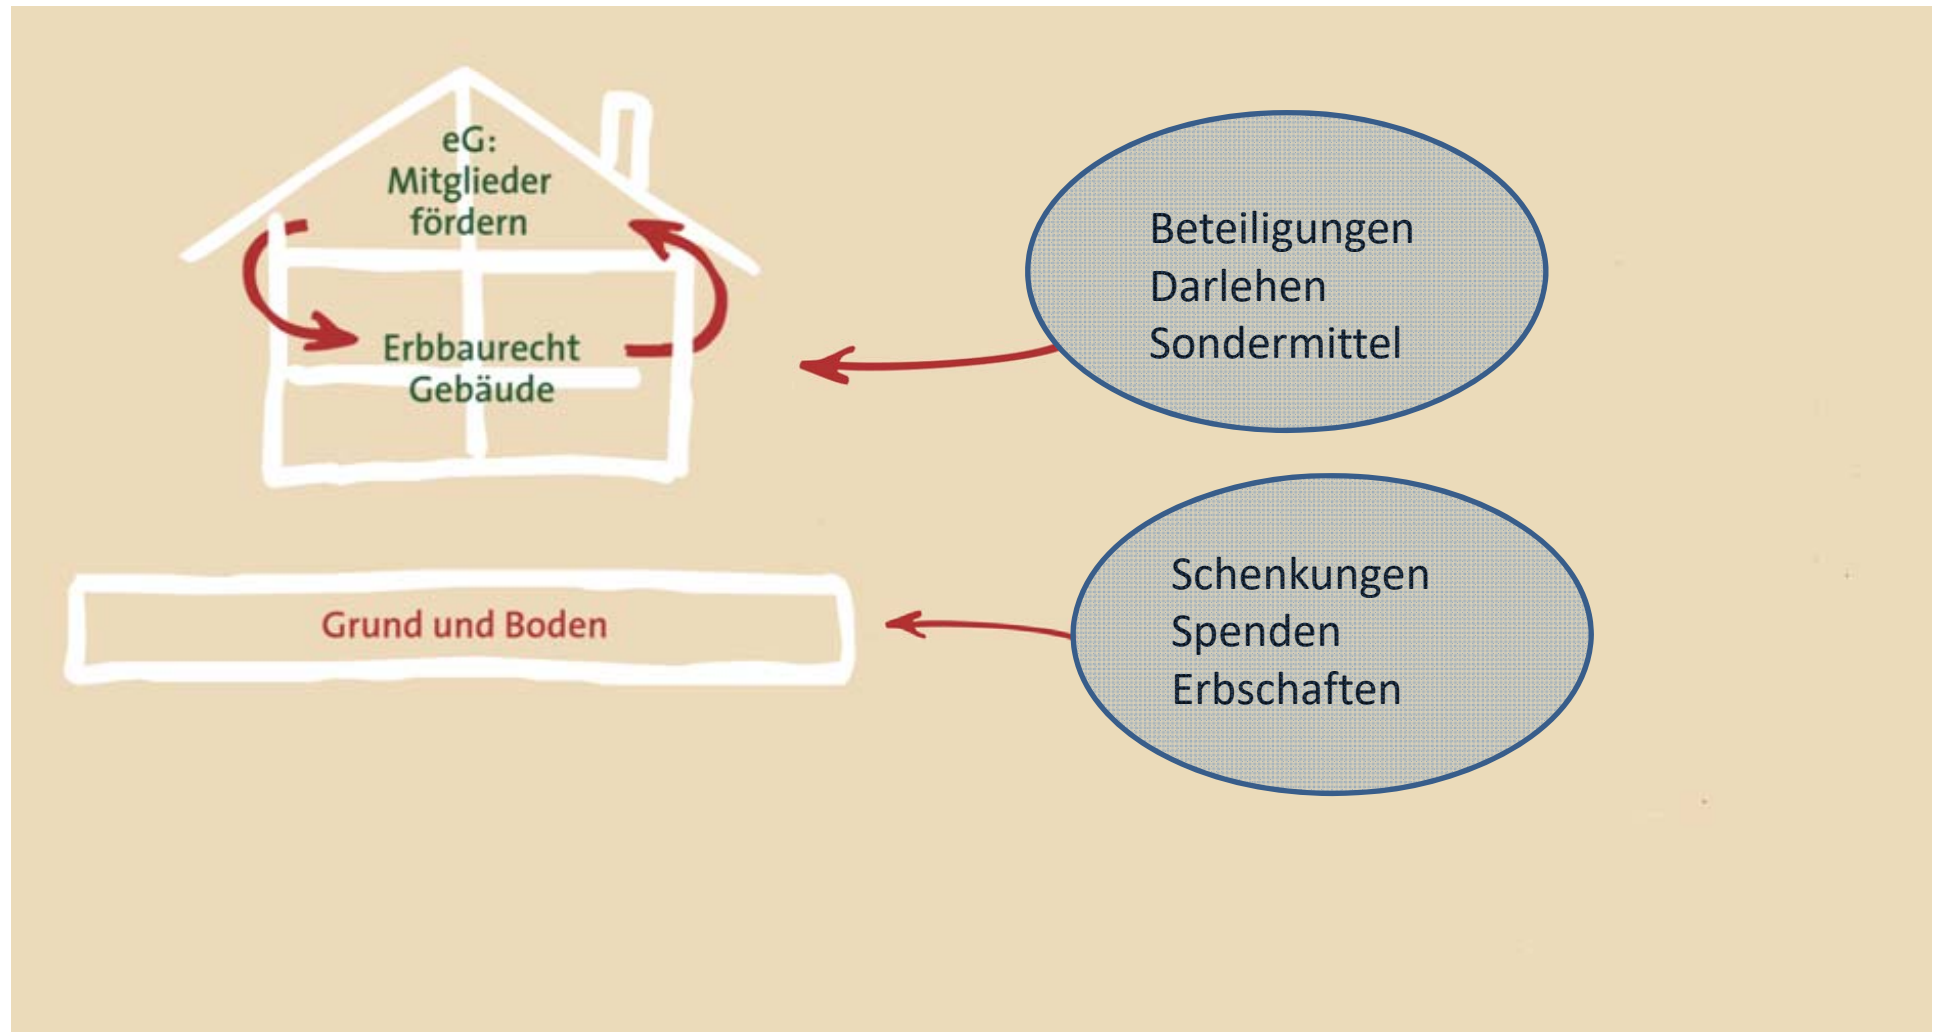 eG:
Mitglieder
fördern
Erbbaurecht
Gebäude
Beteiligungen
Darlehen
Sondermittel
Grund und Boden
Schenkungen
Spenden
Erbschaften